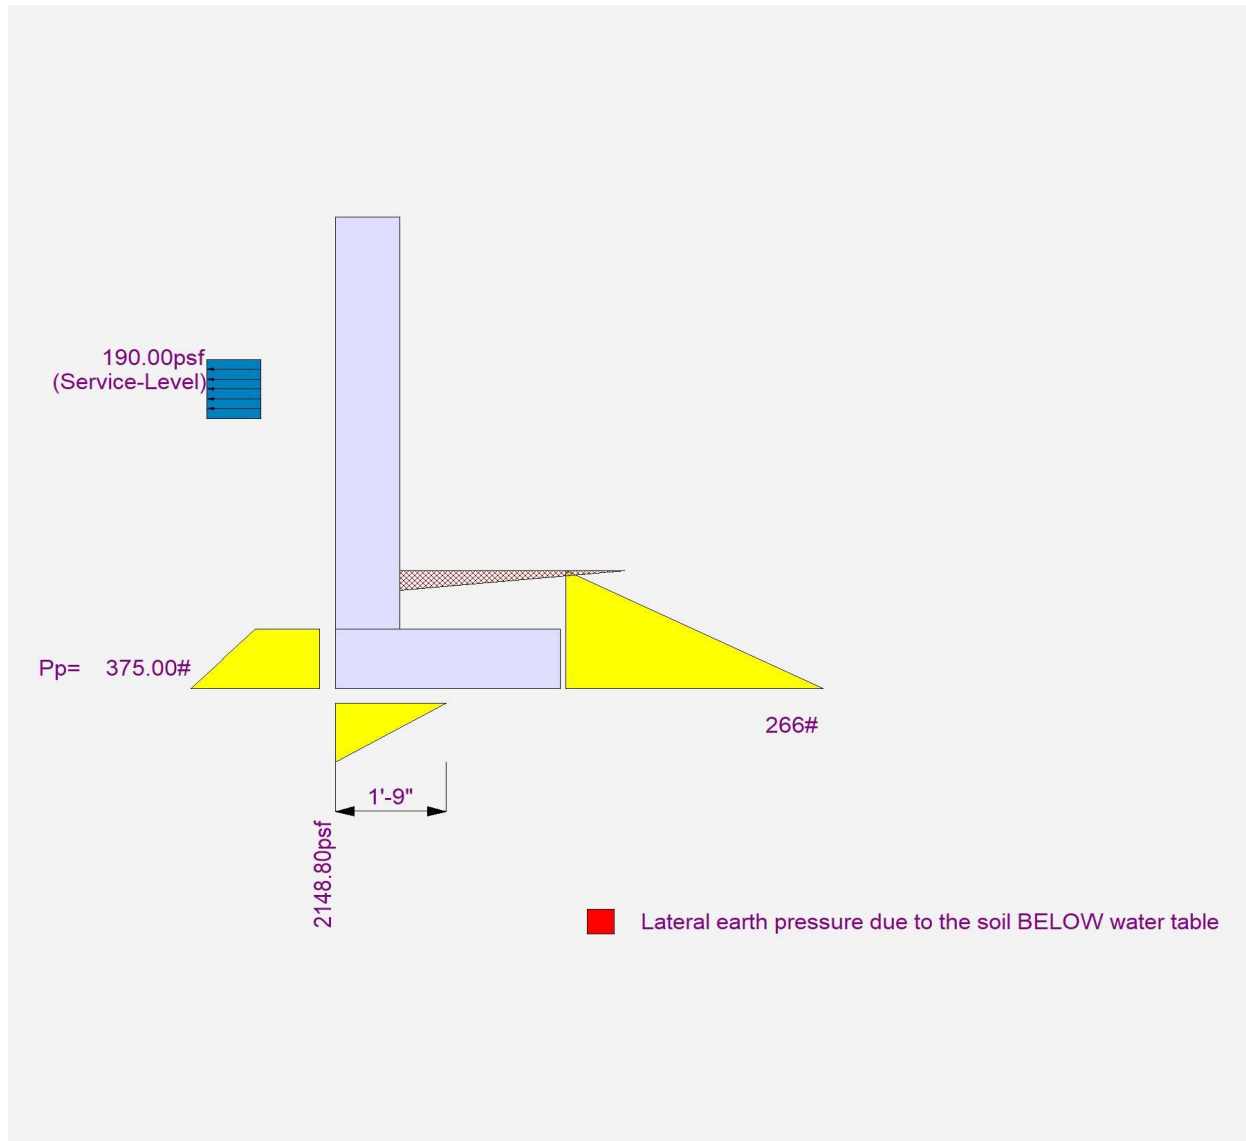 190.00psf
(Service-Level)
Pp= 375.00#
266#
1'-9"
2148.80psf
Lateral earth pressure due to the soil BELOW water table